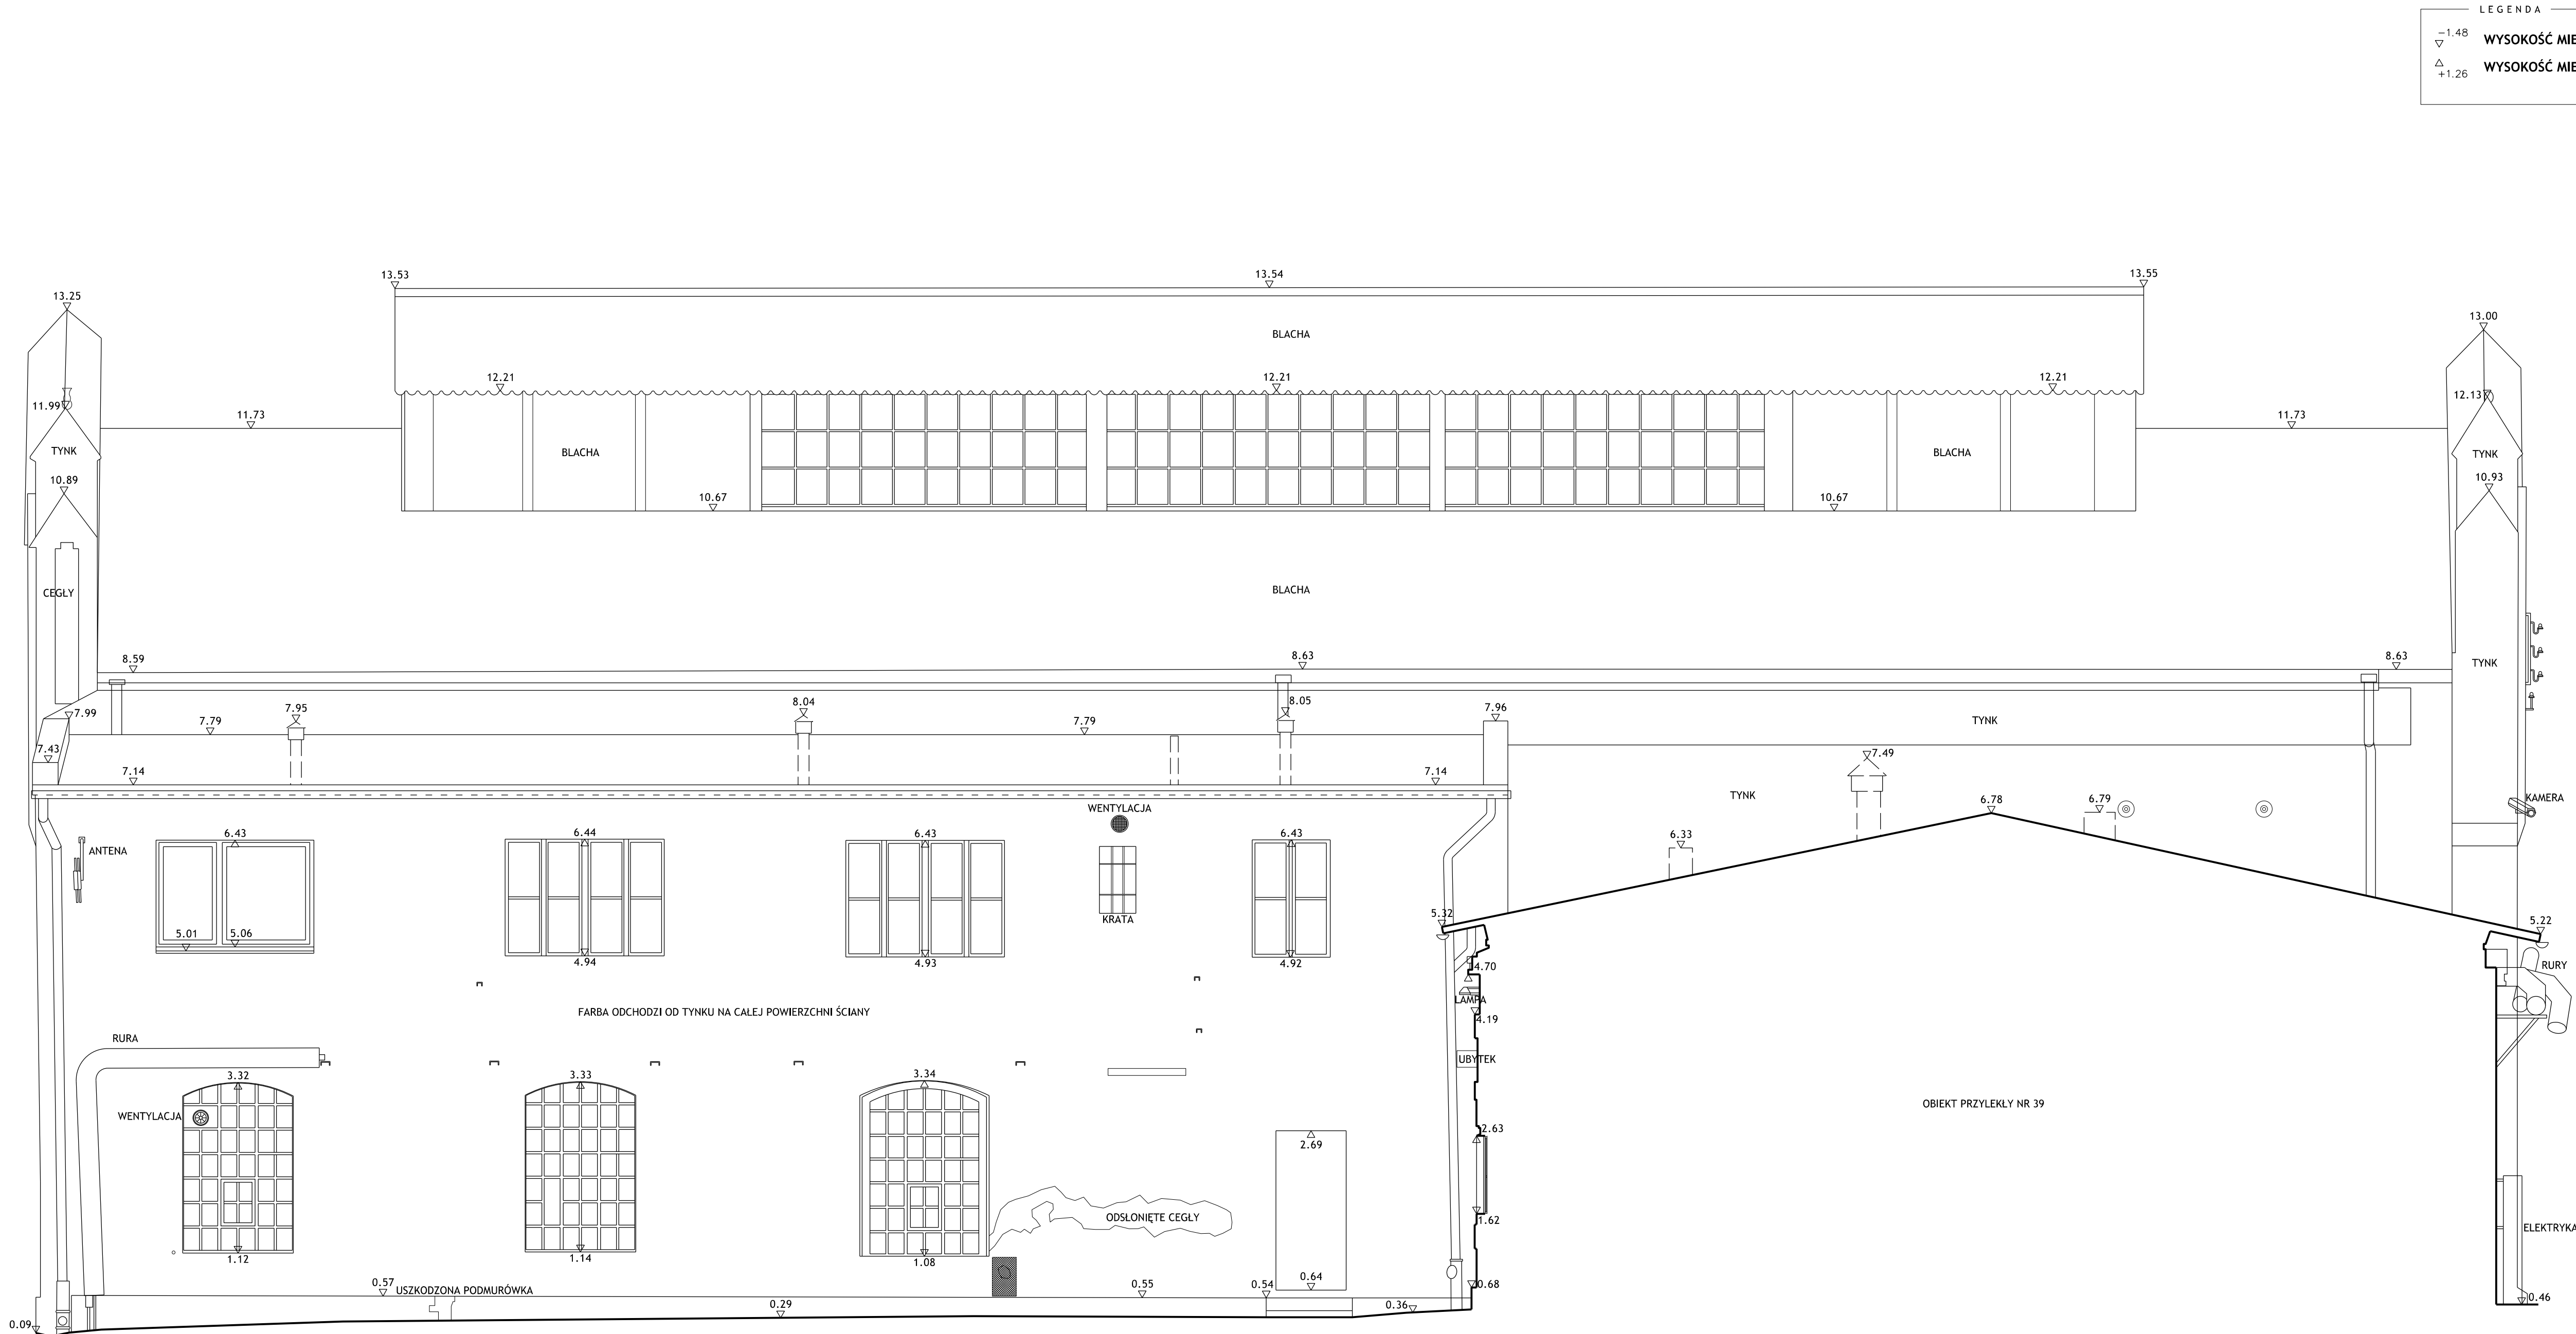 LEGENDA
-1.48 WYSOKOŚĆ MIE
+1.26 WYSOKOŚĆ MIE
13.53 13.54 13.55
13.25
13.00
BLACHA
12.21 12.21 12.21
11.99 12.13
11.73 11.73
TYNK BLACHA BLACHA TYNK
10.89 10.93
10.67 10.67
CEGŁY BLACHA
8.59 8.63 8.63
TYNK
7.99 7.95 8.04 8.05 7.96
7.79 7.79 TYNK
7.43 7.49
7.14 7.14
TYNK 6.78 6.79 KAMERA
WENTYLACJA
6.43 6.44 6.43 6.43 6.33
ANTENA
KRATA
5.01 5.06 5.32 5.22
4.94 4.93 4.92 4.70 RURY
LAMPA
FARBA ODCHODZI OD TYNKU NA CALEJ POWIERZCHNI ŚCIANY 4.19
RURA
UBYTEK
3.32 3.33 3.34
WENTYLACJA OBIEKT PRZYLEKŁY NR 39
2.69 2.63
ODSŁONIĘTE CEGŁY 1.62
ELEKTRYKA
1.12 1.14 1.08
0.57 USZKODZONA PODMURÓWKA 0.55 0.54 0.64 0.68
0.29 0.36 0.46
0.09